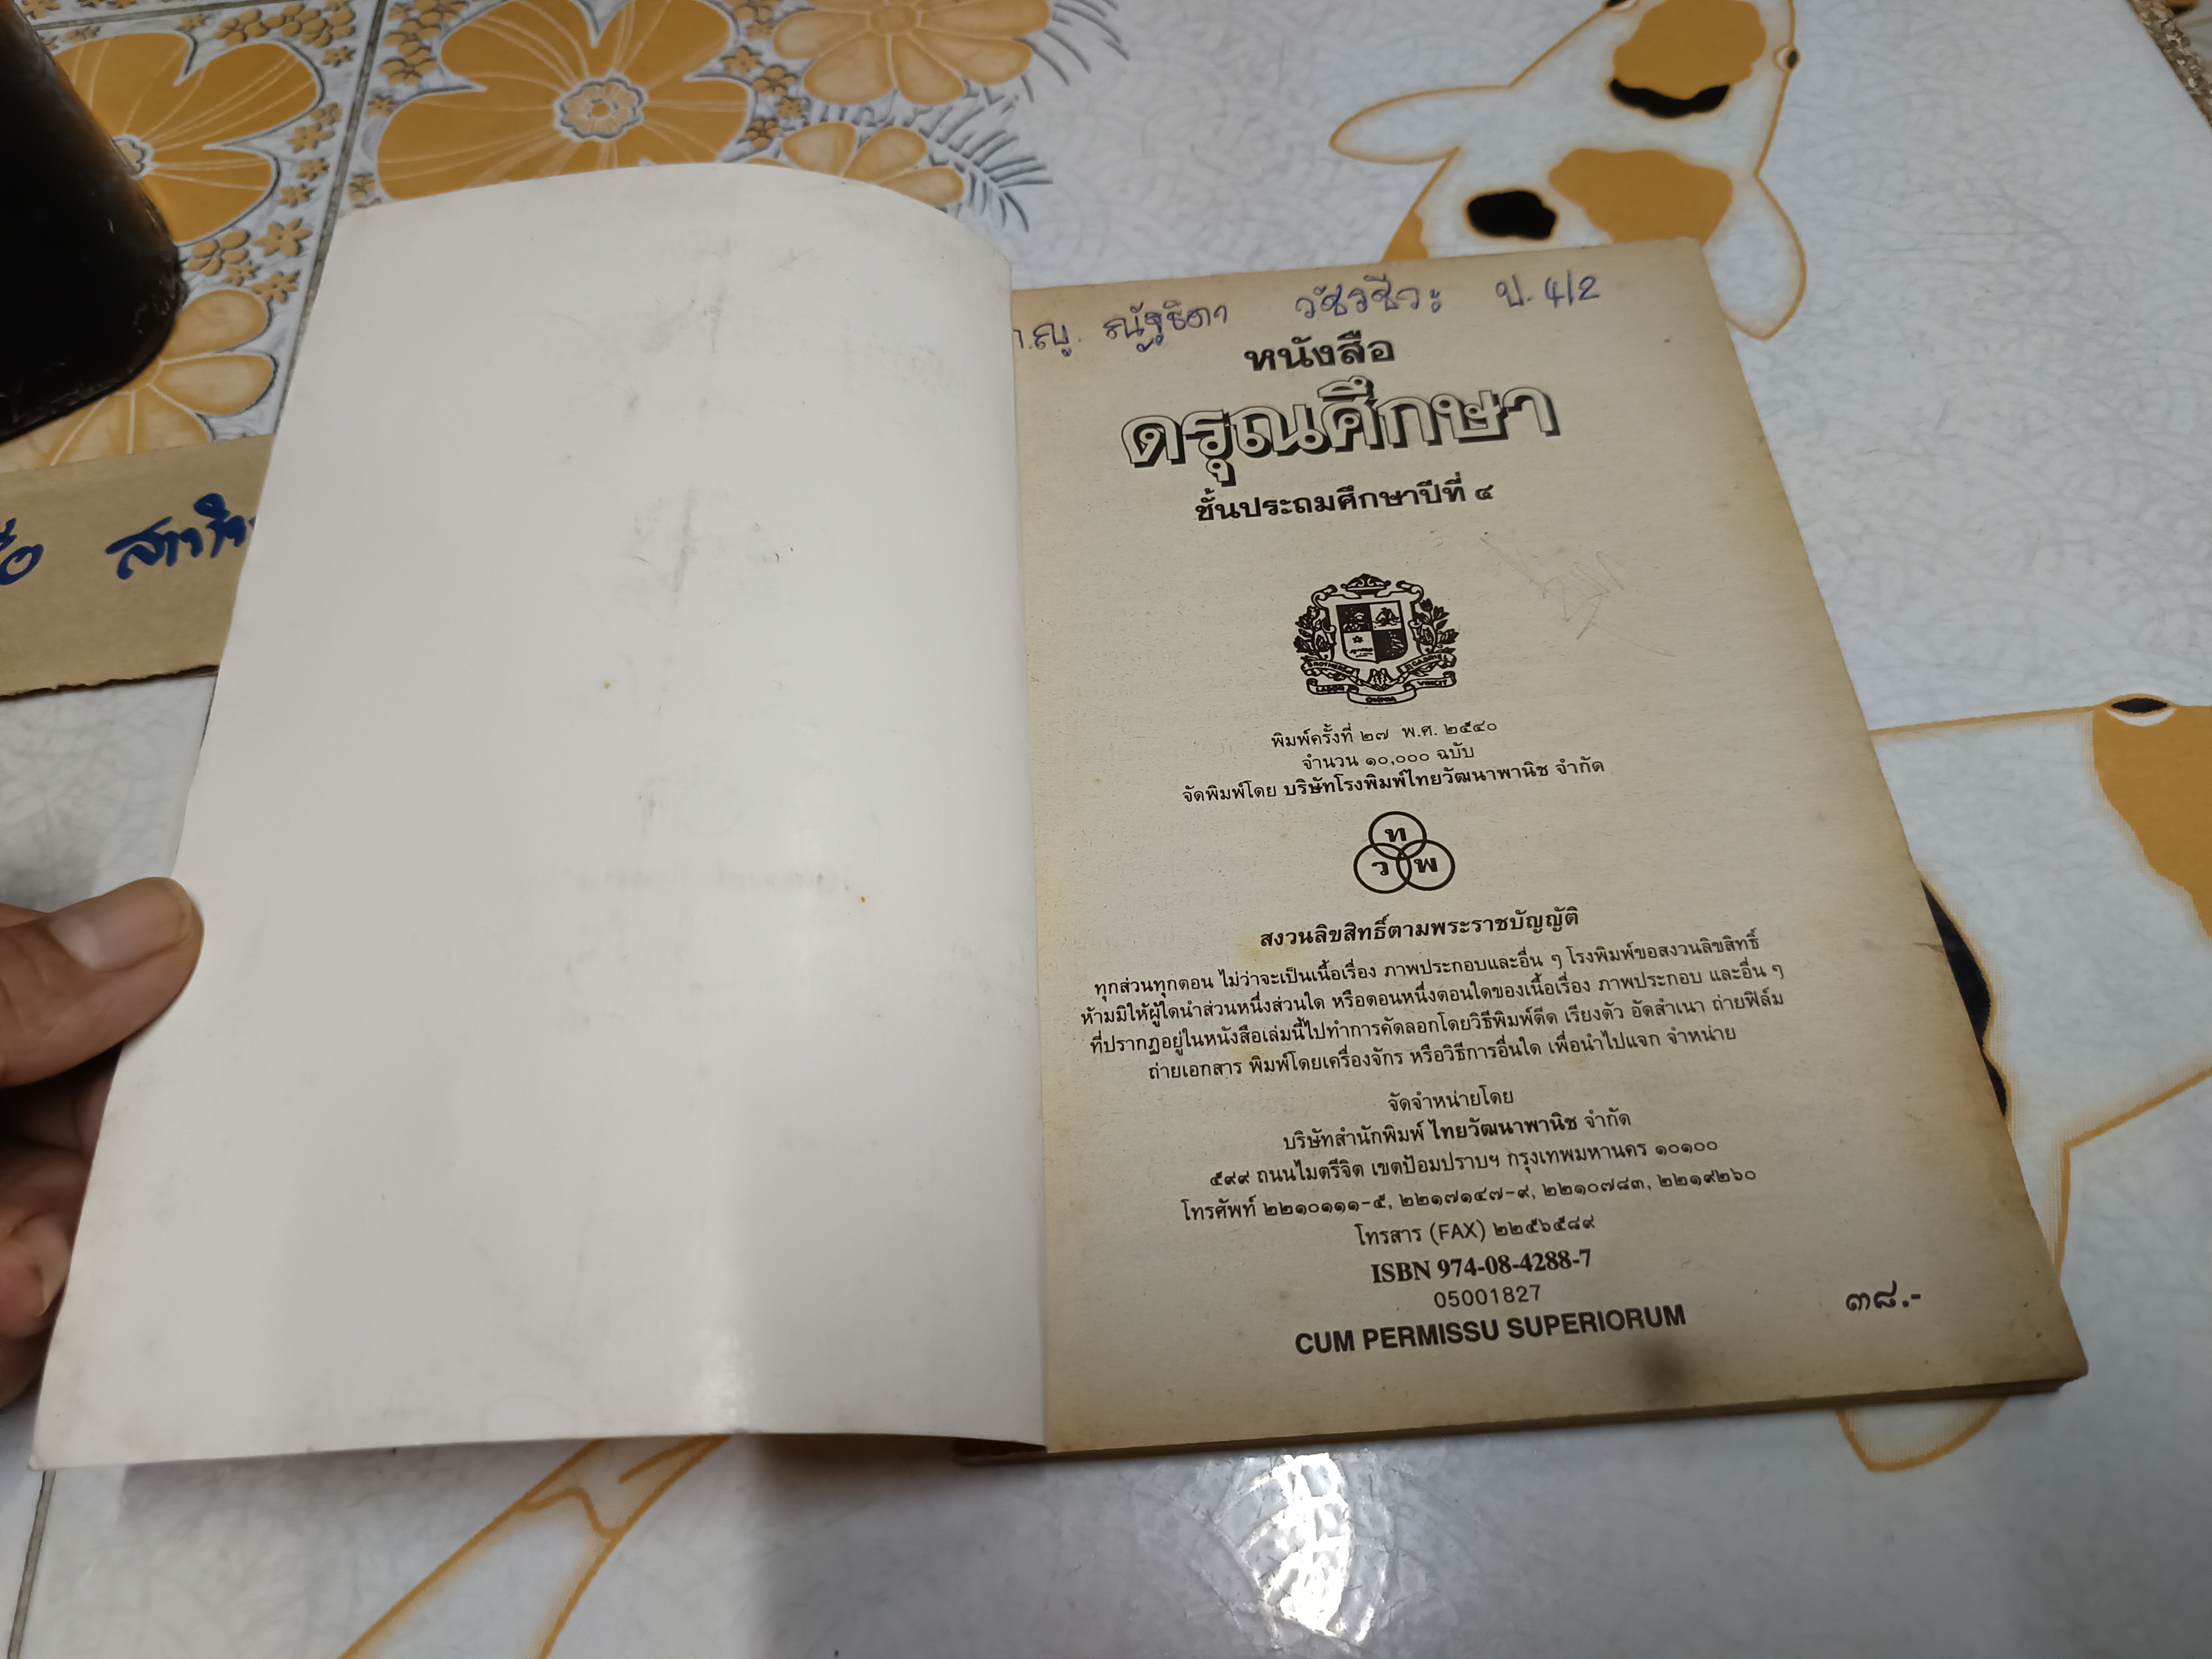 ณัฐธิดา วัชรชีวะ ป.4/2
หนังสือ
ดรุณศึกษา
ชั้นประถมศึกษาปีที่ ๔
LABOR OMNIA VINCIT
พิมพ์ครั้งที่ ๒๗ พ.ศ. ๒๕๔๐
จำนวน ๑๐,๐๐๐ ฉบับ
จัดพิมพ์โดย บริษัทโรงพิมพ์ไทยวัฒนาพานิช จำกัด
ท
ว พ
สงวนลิขสิทธิ์ตามพระราชบัญญัติ
ทุกส่วนทุกตอน ไม่ว่าจะเป็นเนื้อเรื่อง ภาพประกอบและอื่น ๆ โรงพิมพ์ขอสงวนลิขสิทธิ์
ห้ามมิให้ผู้ใดนำส่วนหนึ่งส่วนใด หรือตอนหนึ่งตอนใดของเนื้อเรื่อง ภาพประกอบ และอื่น ๆ
ที่ปรากฏอยู่ในหนังสือเล่มนี้ไปทำการคัดลอกโดยวิธีพิมพ์ดีด เรียงตัว อัดสำเนา ถ่ายฟิล์ม
ถ่ายเอกสาร พิมพ์โดยเครื่องจักร หรือวิธีการอื่นใด เพื่อนำไปแจก จำหน่าย
จัดจำหน่ายโดย
บริษัทสำนักพิมพ์ ไทยวัฒนาพานิช จำกัด
๕๙๙ ถนนไมตรีจิต เขตป้อมปราบฯ กรุงเทพมหานคร ๑๐๑๐๐
โทรศัพท์ ๒๒๑๐๑๑๑-๕, ๒๒๑๗๑๔๗-๙, ๒๒๑๐๗๘๓, ๒๒๑๙๒๖๐
โทรสาร (FAX) ๒๒๕๖๕๘๙
ISBN 974-08-4288-7
05001827
CUM PERMISSU SUPERIORUM
๓๘.-